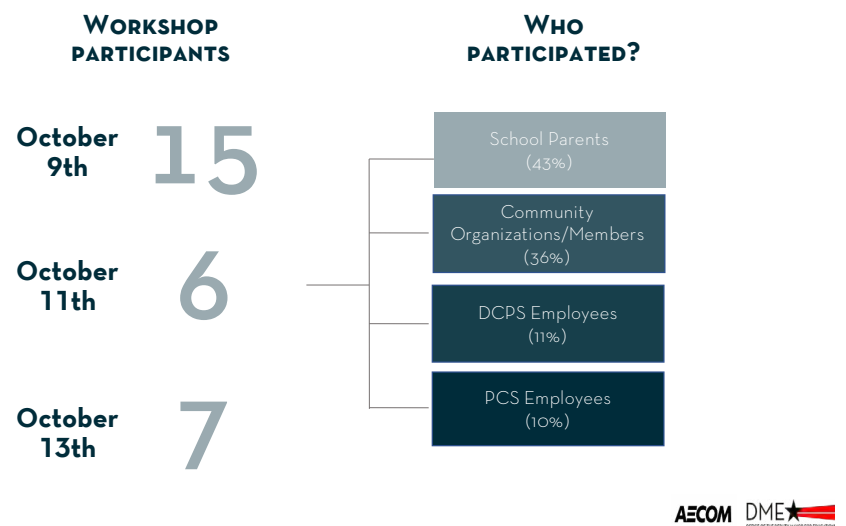 WORKSHOP
PARTICIPANTS
WHO
PARTICIPATED?
October
9th
15
October
11th
6
October
13th
7
School Parents
(43%)
Community
Organizations/Members
(36%)
DCPS Employees
(11%)
PCS Employees
(10%)
AECOM
DME